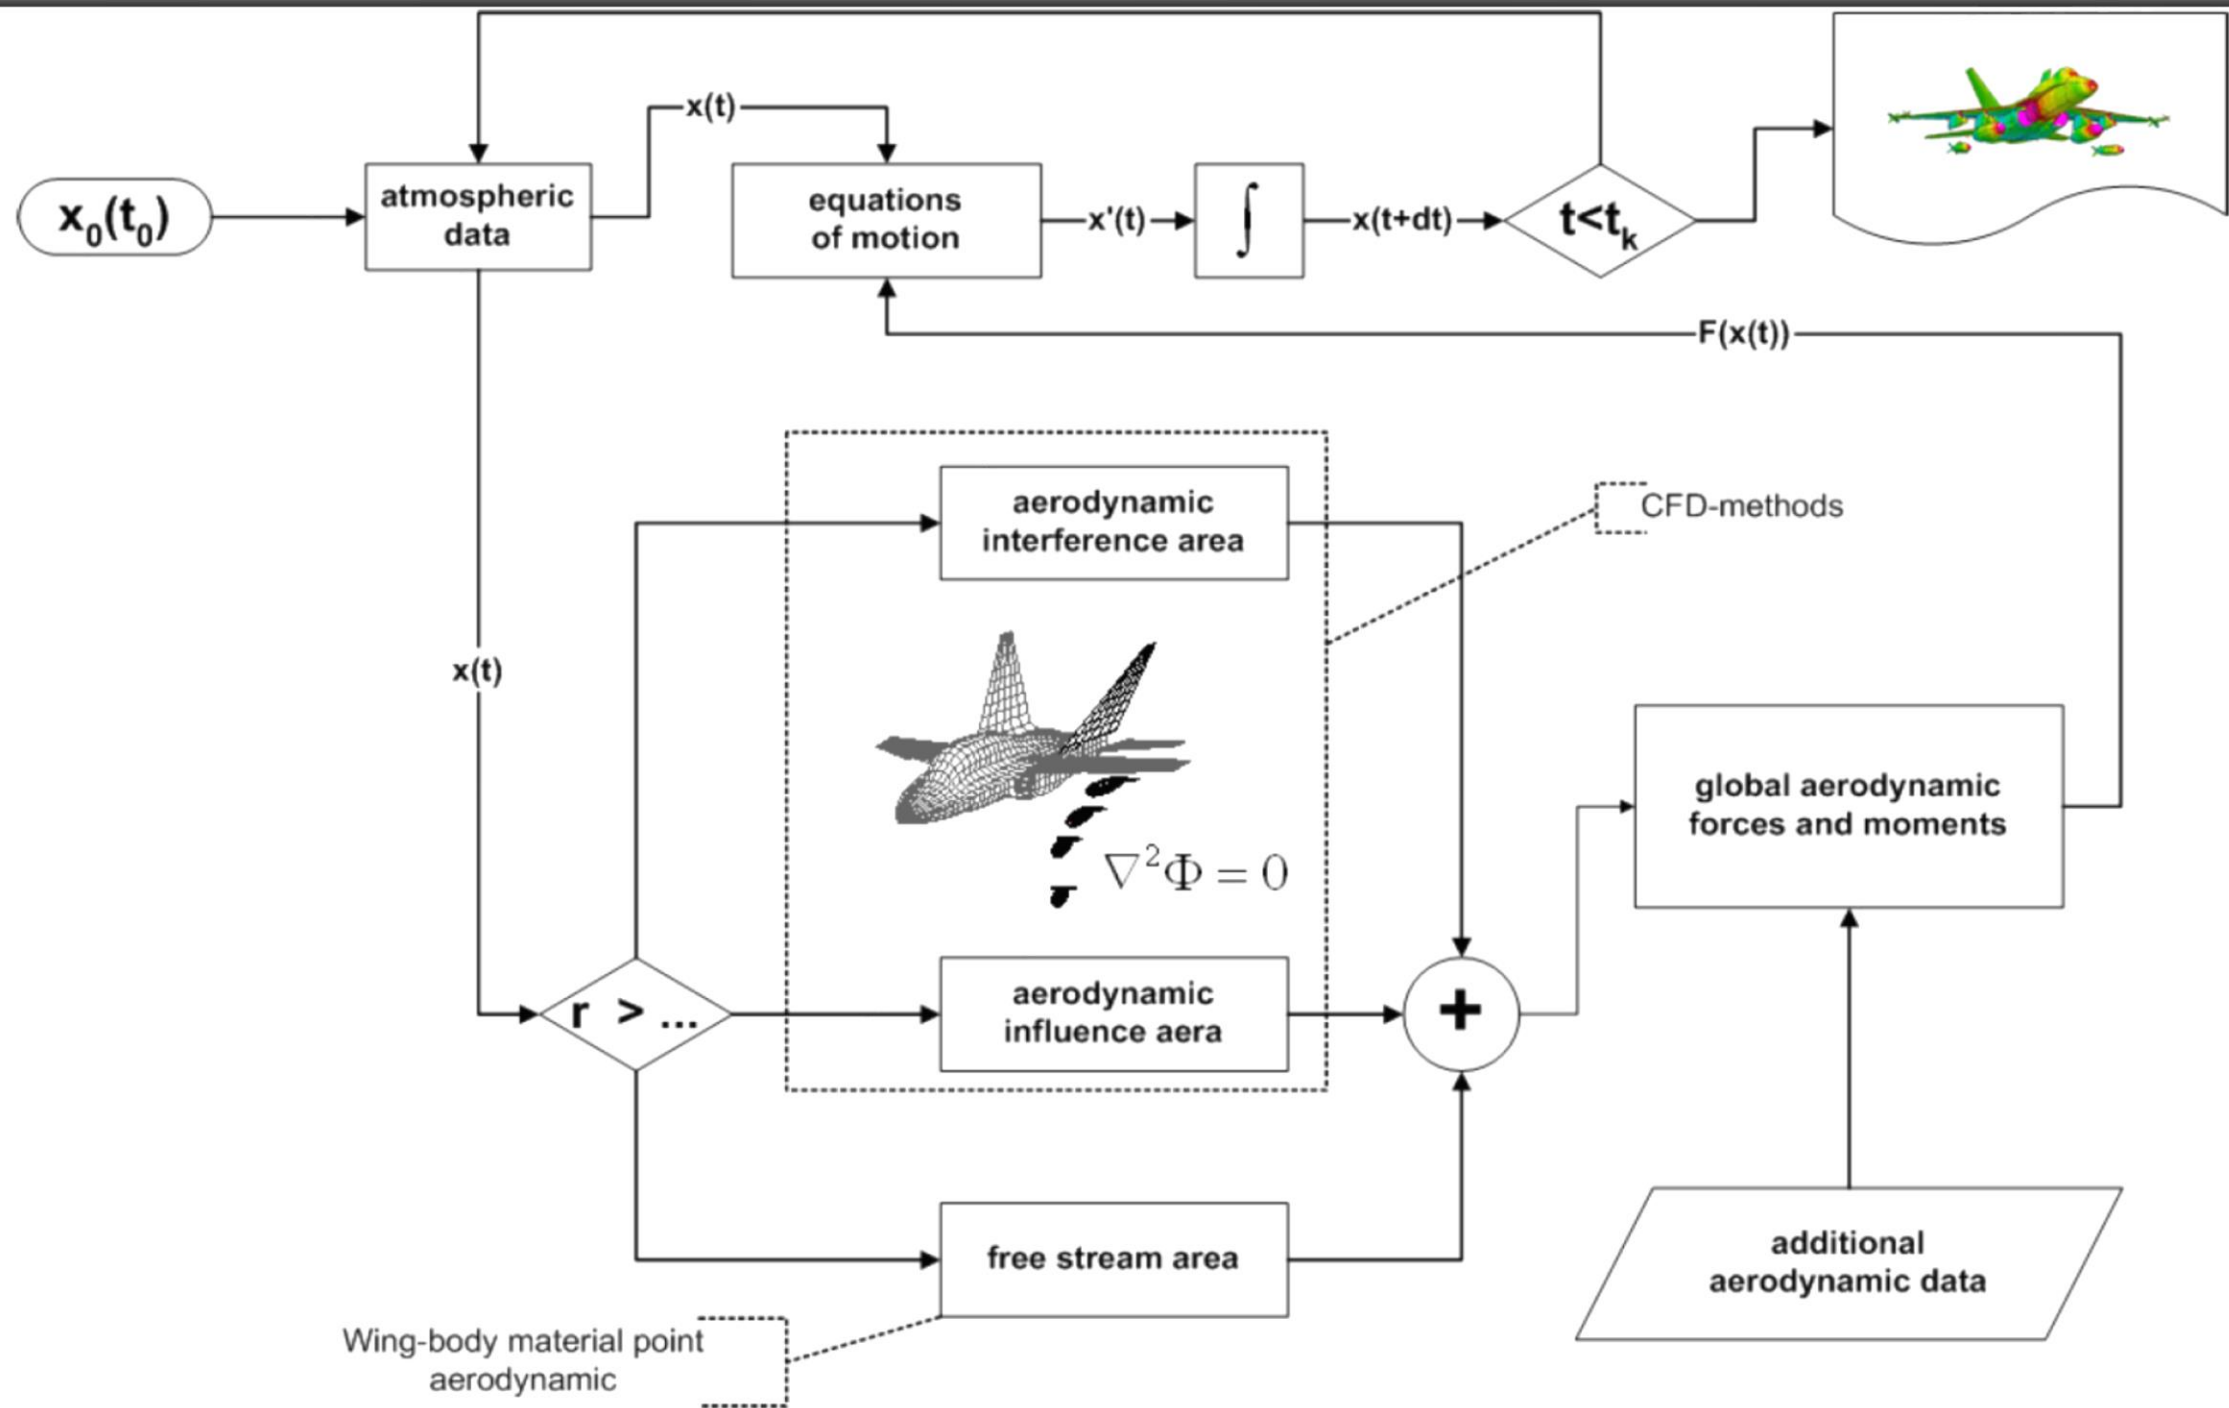 x(t)
x₀(t₀)
atmospheric
data
equations
of motion
x'(t)
∫
x(t+dt)
t<tₖ
F(x(t))
aerodynamic
interference area
CFD-methods
x(t)
∇²Φ = 0
global aerodynamic
forces and moments
r > ...
aerodynamic
influence aera
+
free stream area
additional
aerodynamic data
Wing-body material point
aerodynamic